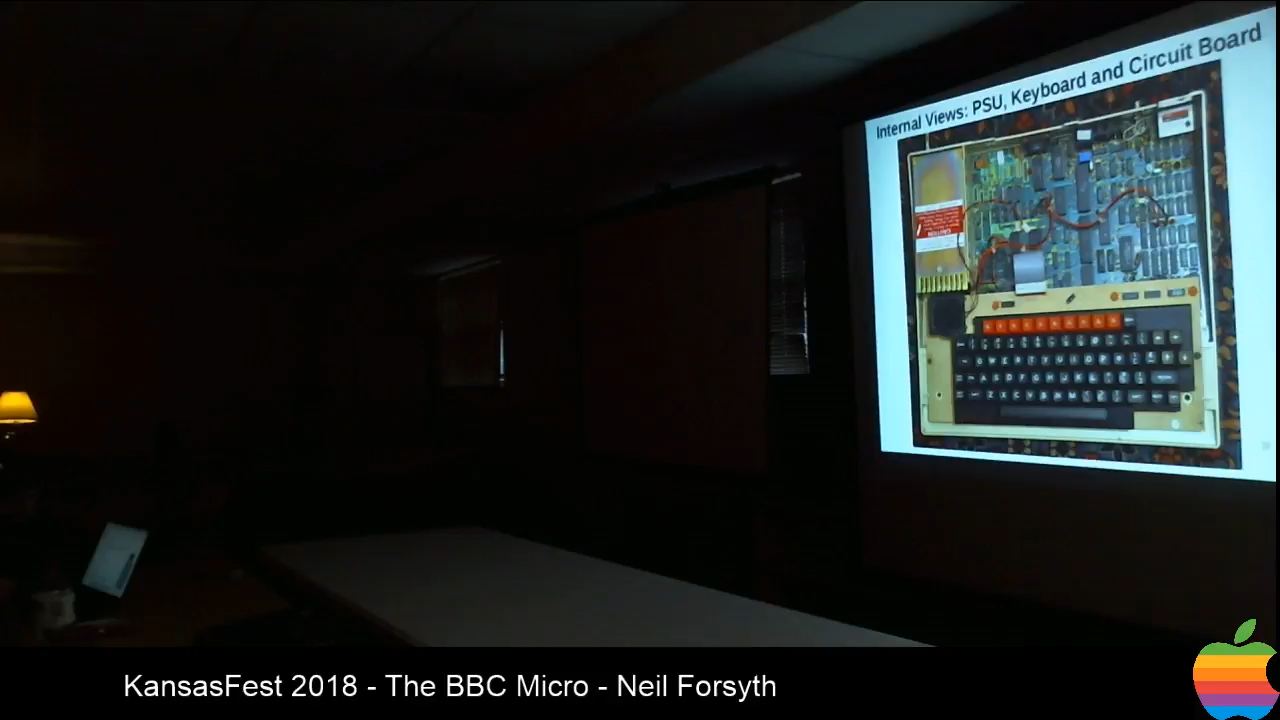 Internal Views: PSU, Keyboard and Circuit Board
KansasFest 2018 - The BBC Micro - Neil Forsyth